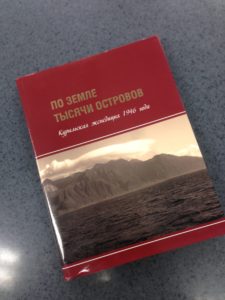 ПО ЗЕМЛЕ
ТЫСЯЧИ ОСТРОВОВ
Курильская экспедиция 1946 года